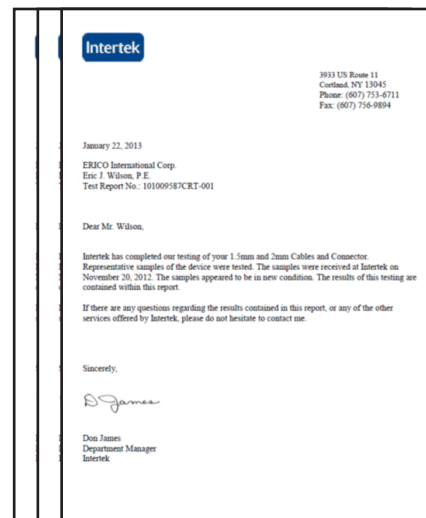 Intertek
3933 US Route 11
Cortland, NY 13045
Phone: (607) 753-6711
Fax: (607) 756-9894
January 22, 2013
ERICO International Corp.
Eric J. Wilson, P.E.
Test Report No.: 101009587CRT-001
Dear Mr. Wilson,
Intertek has completed our testing of your 1.5mm and 2mm Cables and Connector.
Representative samples of the device were tested. The samples were received at Intertek on
November 20, 2012. The samples appeared to be in new condition. The results of this testing are
contained within this report.
If there are any questions regarding the results contained in this report, or any of the other
services offered by Intertek, please do not hesitate to contact me.
Sincerely,
D James
Don James
Department Manager
Intertek